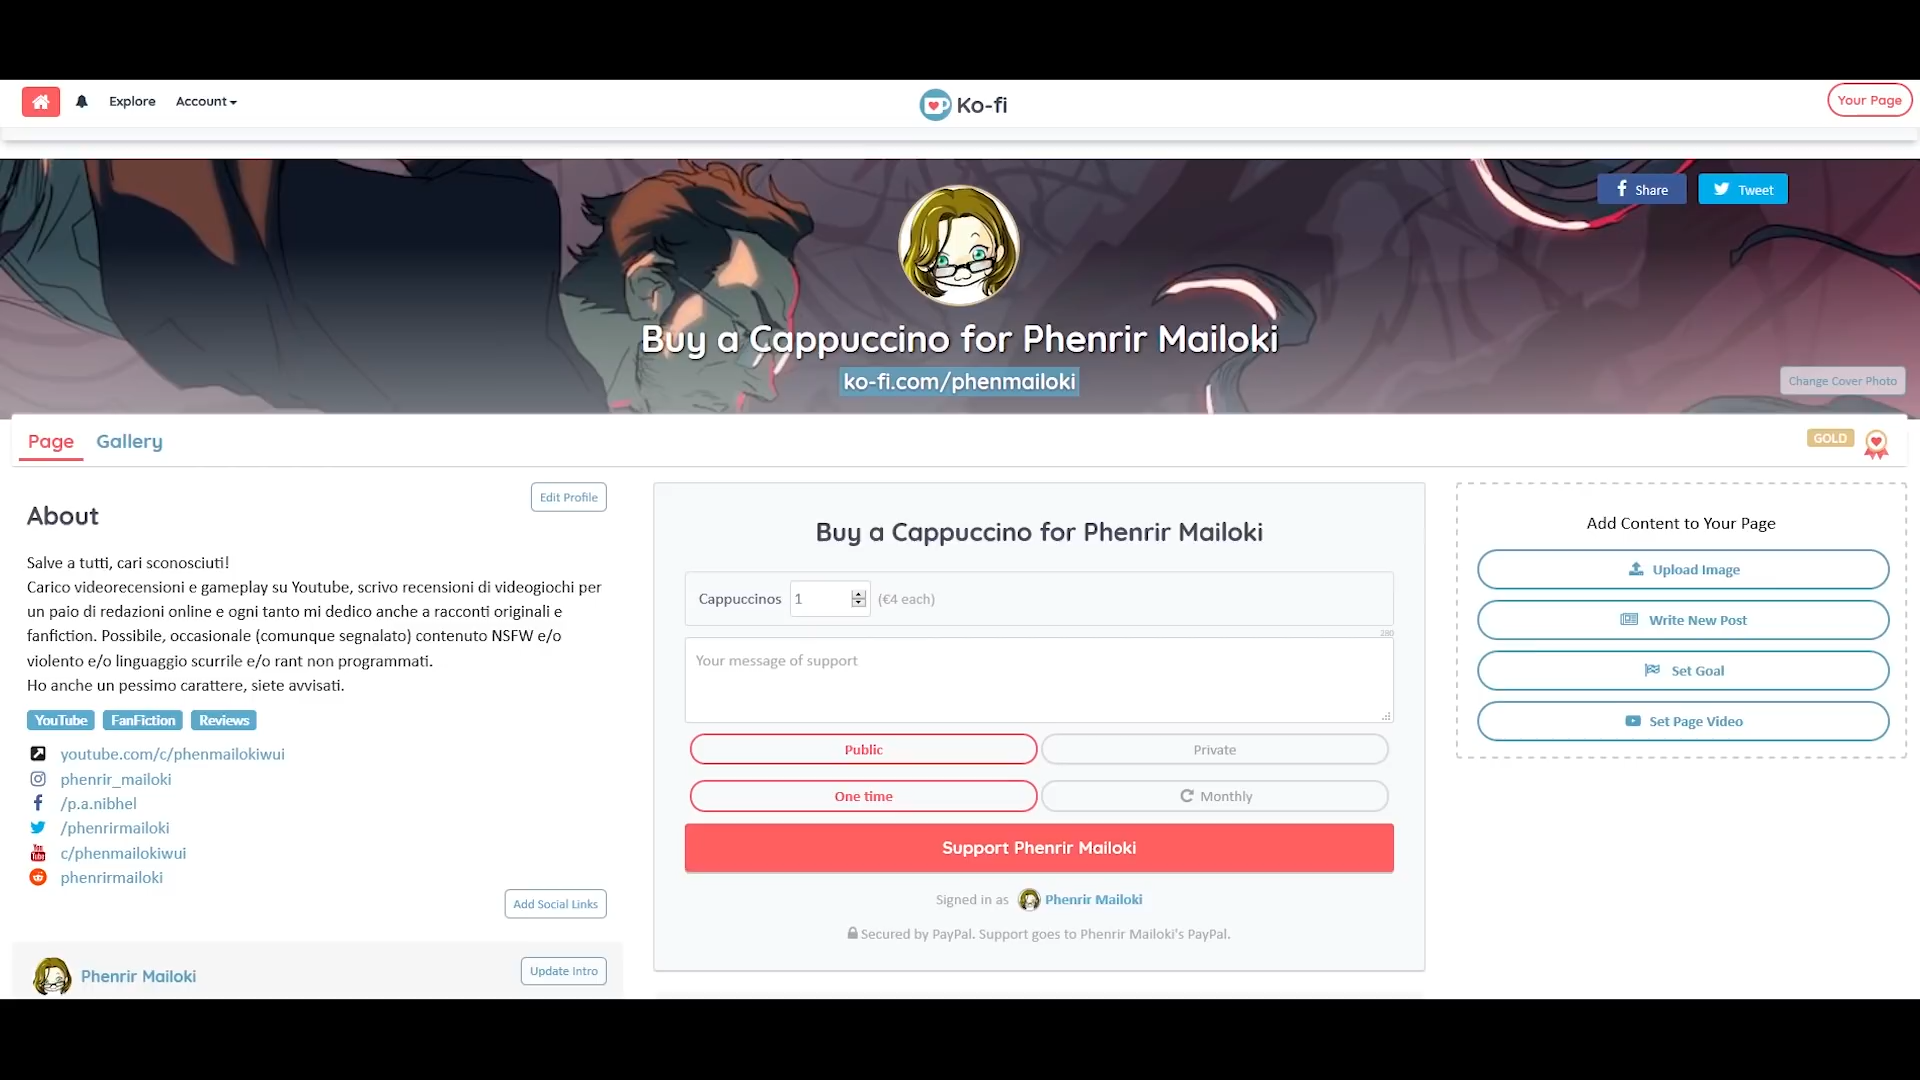 Explore
Account
Ko-fi
Your Page
Share
Tweet
Buy a Cappuccino for Phenrir Mailoki
ko-fi.com/phenmailoki
Change Cover Photo
Page
Gallery
GOLD
About
Edit Profile
Salve a tutti, cari sconosciuti!
Carico videorecensioni e gameplay su Youtube, scrivo recensioni di videogiochi per
un paio di redazioni online e ogni tanto mi dedico anche a racconti originali e
fanfiction. Possibile, occasionale (comunque segnalato) contenuto NSFW e/o
violento e/o linguaggio scurrile e/o rant non programmati.
Ho anche un pessimo carattere, siete avvisati.
YouTube
FanFiction
Reviews
youtube.com/c/phenmailokiwui
phenrir_mailoki
/p.a.nibhel
/phenrirmailoki
c/phenmailokiwui
phenrirmailoki
Add Social Links
Phenrir Mailoki
Update Intro
Buy a Cappuccino for Phenrir Mailoki
Cappuccinos 1 (€4 each)
280
Your message of support
Public
Private
One time
Monthly
Support Phenrir Mailoki
Signed in as Phenrir Mailoki
Secured by PayPal. Support goes to Phenrir Mailoki's PayPal.
Add Content to Your Page
Upload Image
Write New Post
Set Goal
Set Page Video